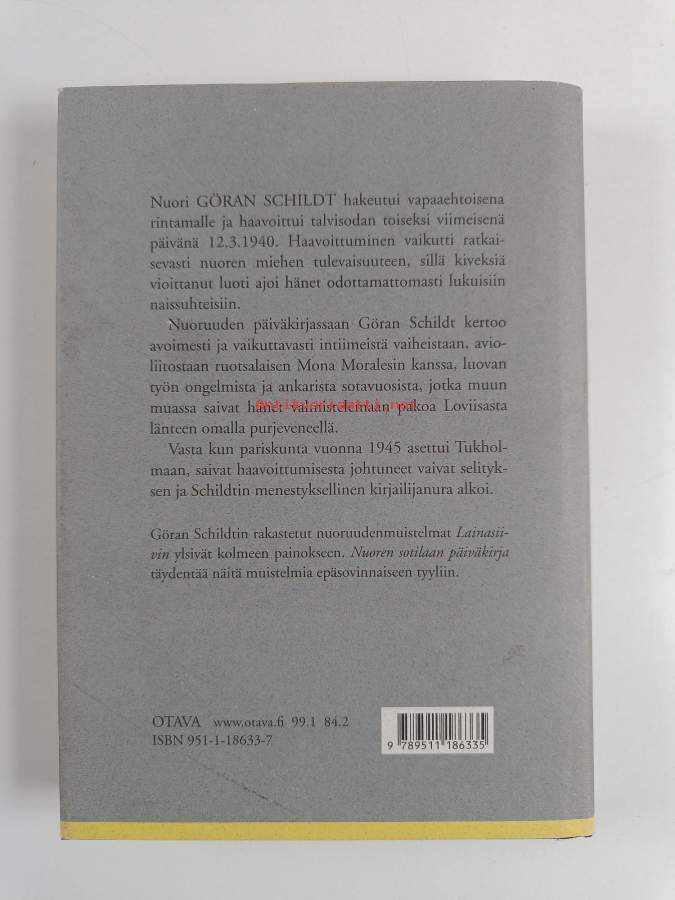 Nuori GÖRAN SCHILDT hakeutui vapaaehtoisena
rintamalle ja haavoittui talvisodan toiseksi viimeisenä
päivänä 12.3.1940. Haavoittuminen vaikutti ratkai-
sevasti nuoren miehen tulevaisuuteen, sillä kiveksiä
vioittanut luoti ajoi hänet odottamattomasti lukuisiin
naissuhteisiin.
Nuoruuden päiväkirjassaan Göran Schildt kertoo
avoimesti ja vaikuttavasti intiimeistä vaiheistaan, avio-
liitostaan ruotsalaisen Mona Moralesin kanssa, luovan
työn ongelmista ja ankarista sotavuosista, jotka muun
muassa saivat hänet valmistelemaan pakoa Loviisasta
Antikvariaatti.net
länteen omalla purjeveneellä.
Vasta kun pariskunta vuonna 1945 asettui Tukhol-
maan, saivat haavoittumisesta johtuneet vaivat selityk-
sen ja Schildtin menestyksellinen kirjailijanura alkoi.
Göran Schildtin rakastetut nuoruudenmuistelmat Lainasii-
vin ylsivät kolmeen painokseen. Nuoren sotilaan päiväkirja
täydentää näitä muistelmia epäsovinnaiseen tyyliin.
OTAVA www.otava.fi 99.1 84.2
ISBN 951-1-18633-7
9 789511 186335